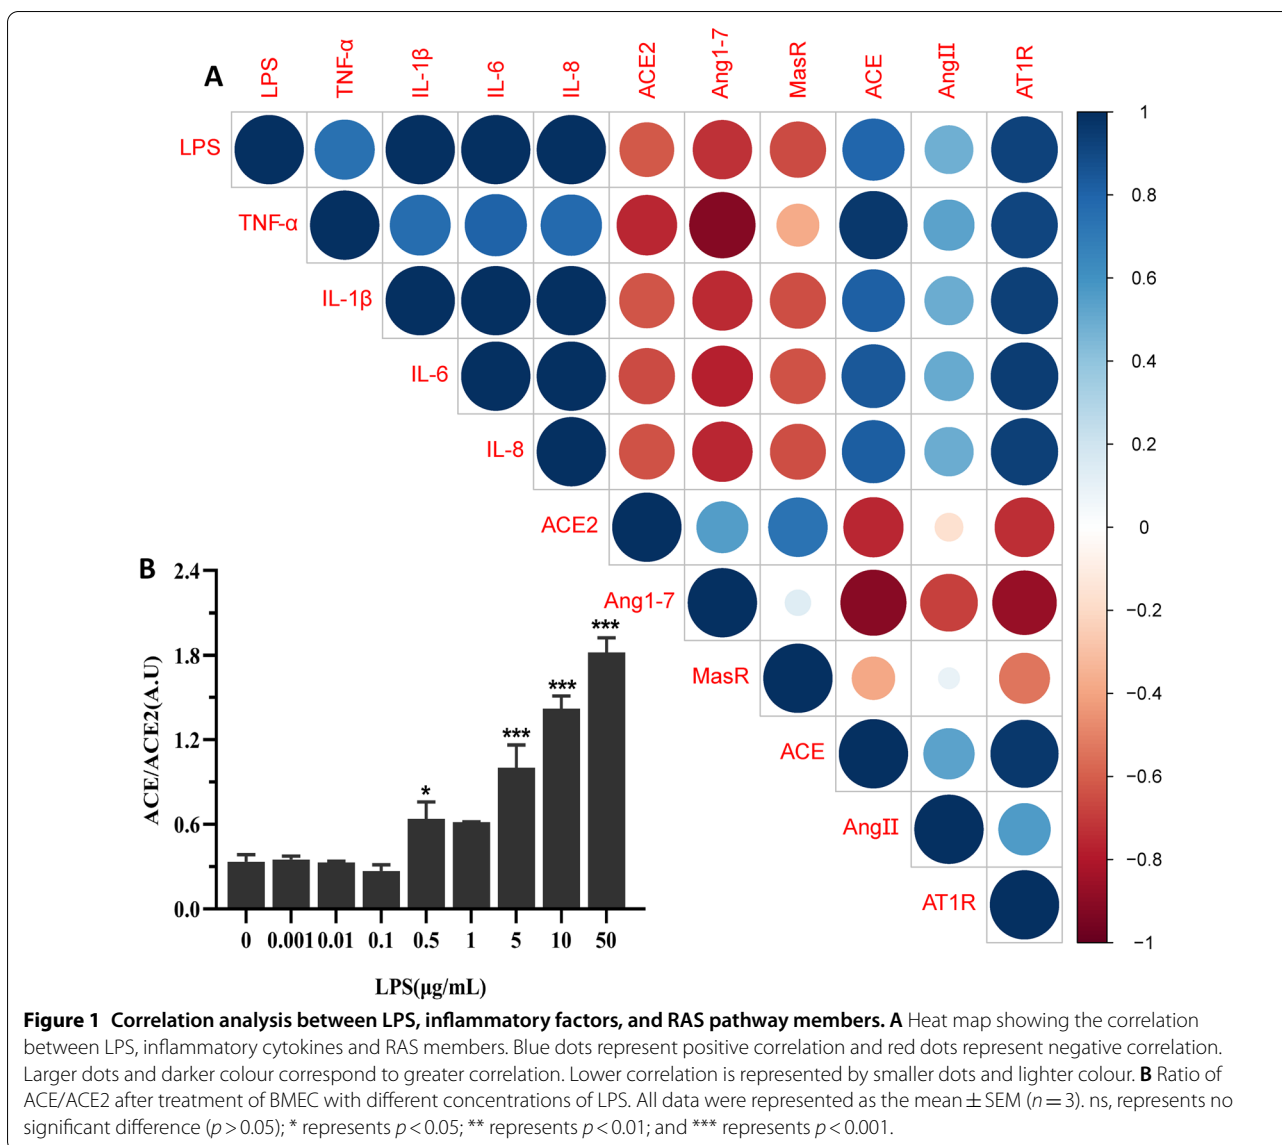 A
LPS TNF-α IL-1β IL-6 IL-8 ACE2 Ang1-7 MasR ACE AngII AT1R
LPS
TNF-α
IL-1β
IL-6
IL-8
ACE2
Ang1-7
MasR
ACE
AngII
AT1R
1
0.8
0.6
0.4
0.2
0
−0.2
−0.4
−0.6
−0.8
−1
B
ACE/ACE2(A.U)
2.4
1.8
1.2
0.6
0.0
* *** *** ***
0 0.001 0.01 0.1 0.5 1 5 10 50
LPS(μg/mL)
Figure 1 Correlation analysis between LPS, inflammatory factors, and RAS pathway members. A Heat map showing the correlation
between LPS, inflammatory cytokines and RAS members. Blue dots represent positive correlation and red dots represent negative correlation.
Larger dots and darker colour correspond to greater correlation. Lower correlation is represented by smaller dots and lighter colour. B Ratio of
ACE/ACE2 after treatment of BMEC with different concentrations of LPS. All data were represented as the mean ± SEM (n = 3). ns, represents no
significant difference (p > 0.05); * represents p < 0.05; ** represents p < 0.01; and *** represents p < 0.001.